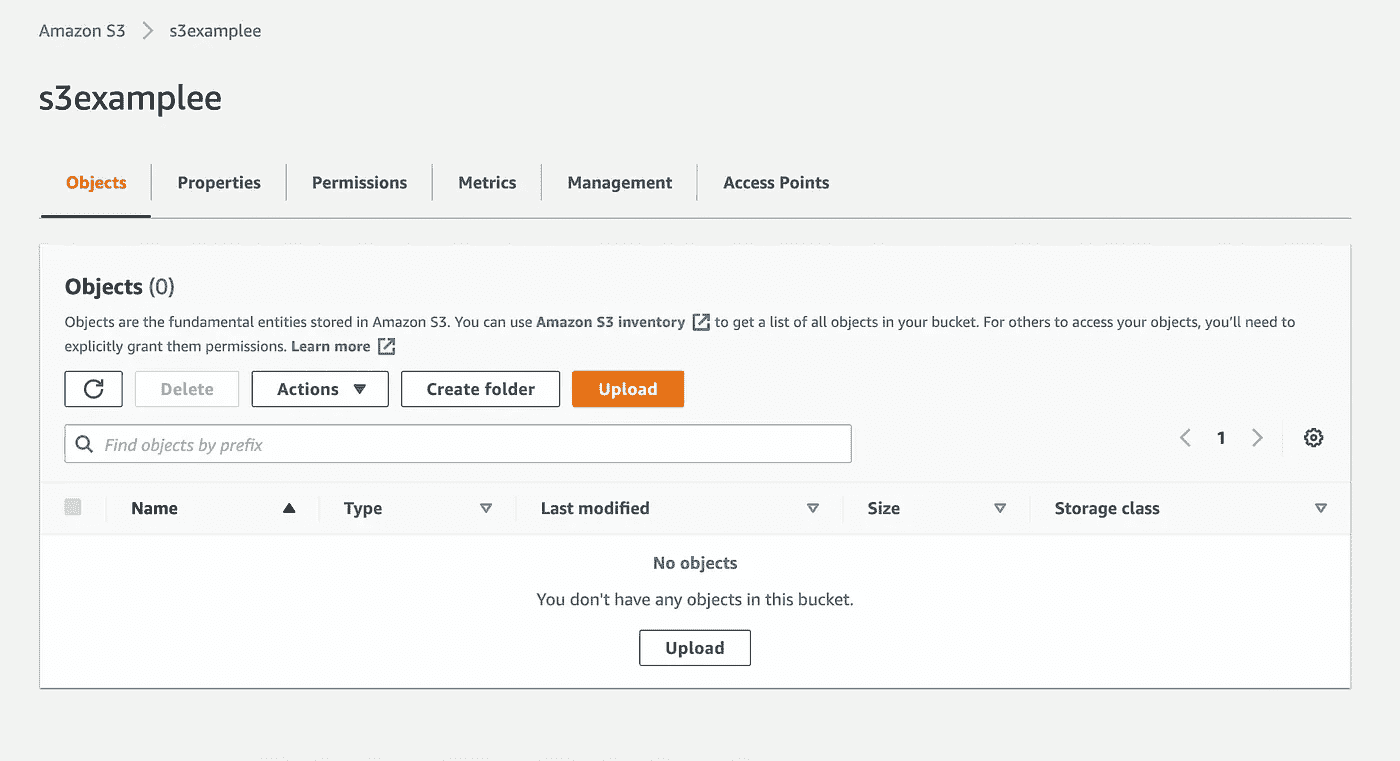 Amazon S3 > s3examplee
s3examplee
Objects Properties Permissions Metrics Management Access Points
Objects (0)
Objects are the fundamental entities stored in Amazon S3. You can use Amazon S3 inventory to get a list of all objects in your bucket. For others to access your objects, you'll need to
explicitly grant them permissions. Learn more
Delete Actions Create folder Upload
Find objects by prefix
1
Name Type Last modified Size Storage class
No objects
You don't have any objects in this bucket.
Upload